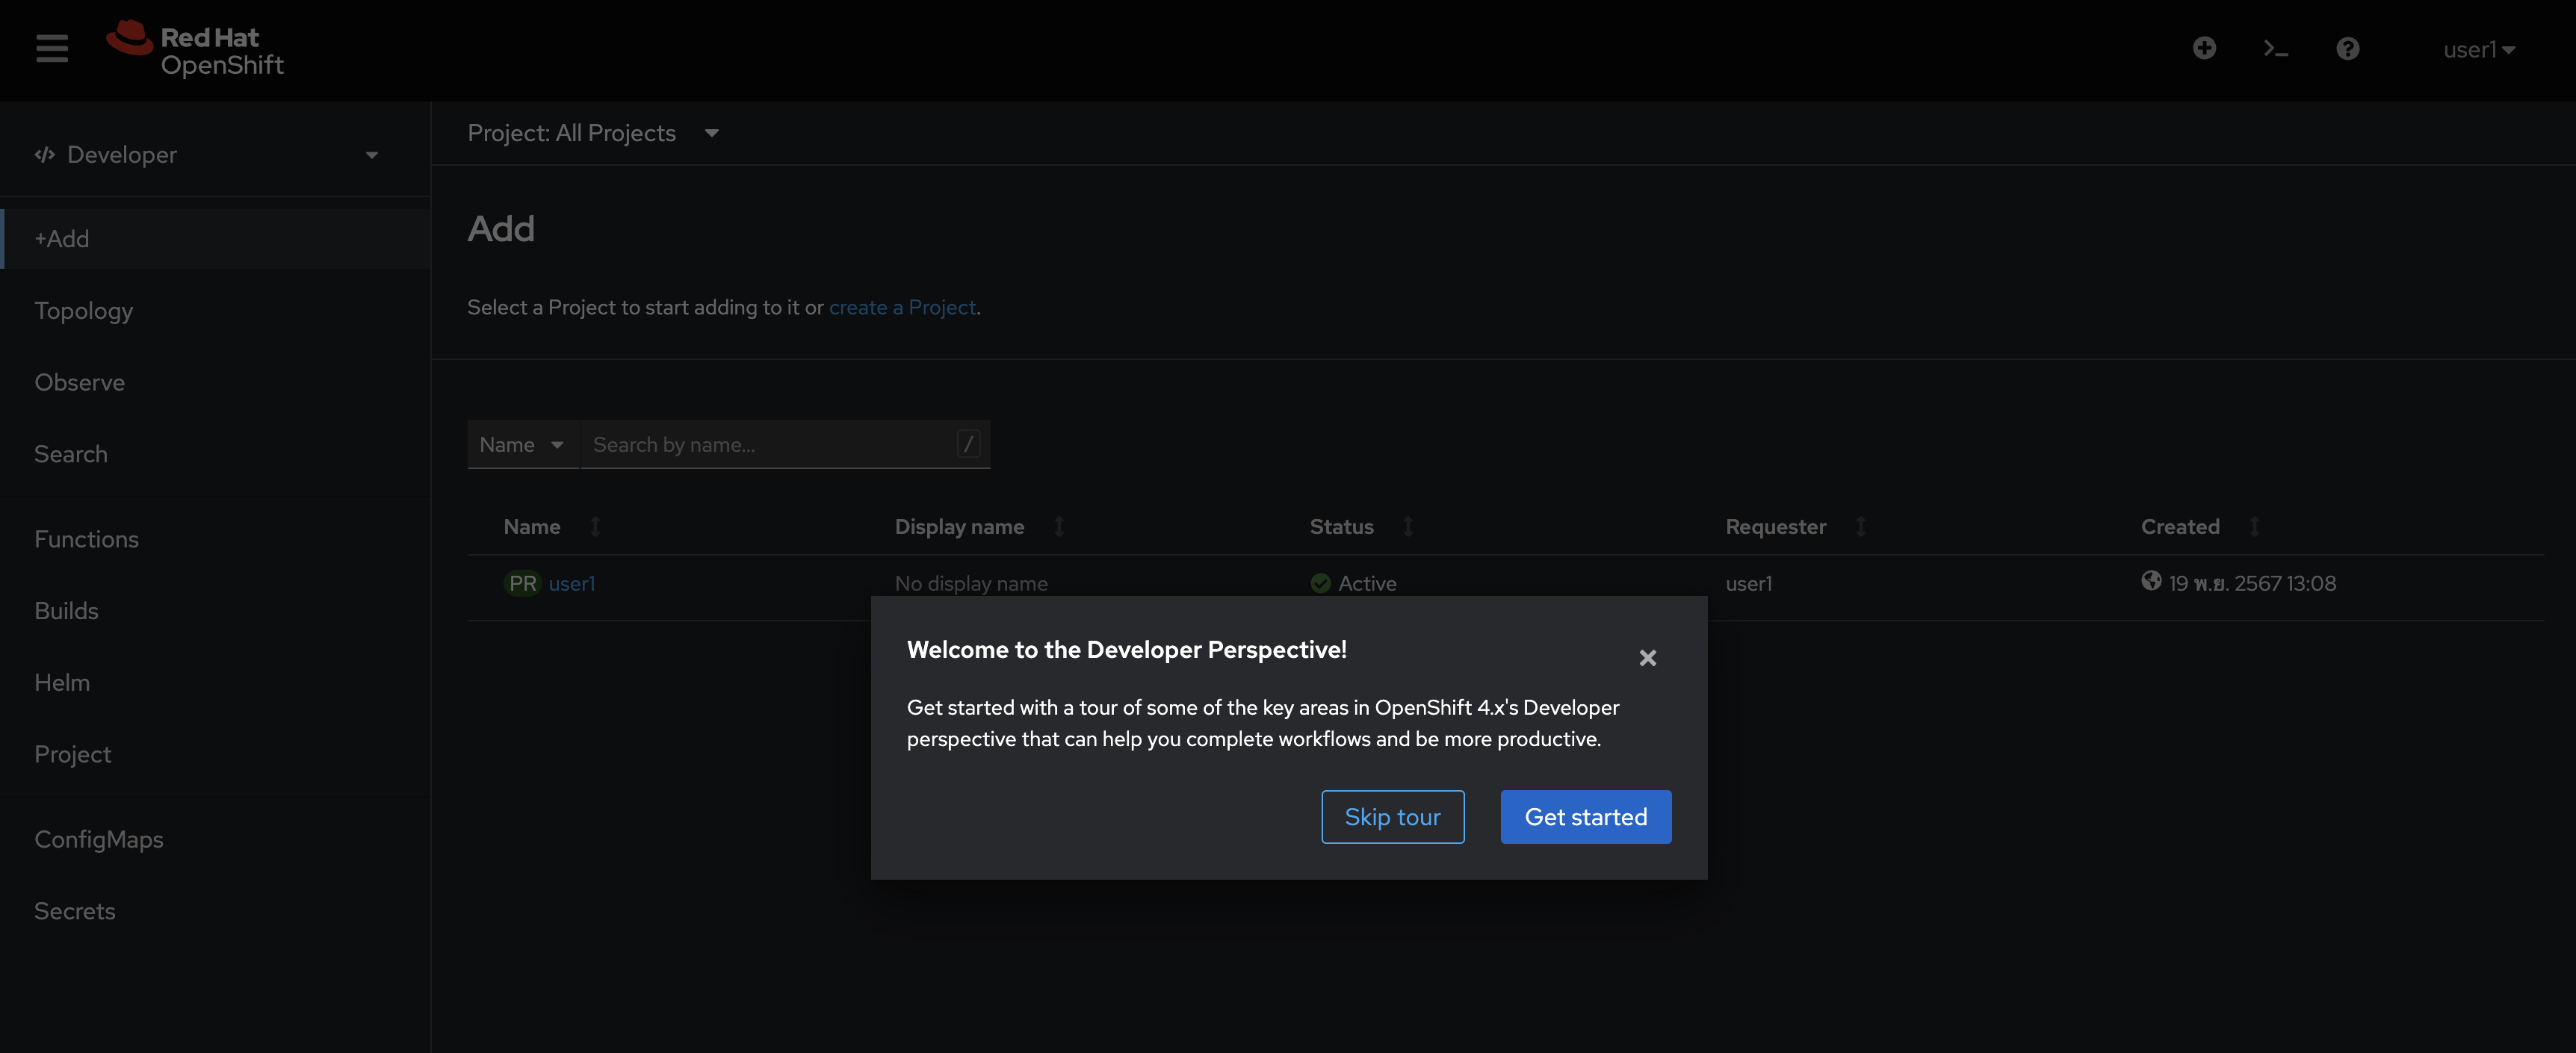 Red Hat
OpenShift
user1
Developer
Project: All Projects
+Add
Topology
Observe
Search
Functions
Builds
Helm
Project
ConfigMaps
Secrets
Add
Select a Project to start adding to it or create a Project.
Name
Search by name...
/
Name Display name Status Requester Created
PR user1 No display name Active user1 19 พ.ย. 2567 13:08
Welcome to the Developer Perspective!
Get started with a tour of some of the key areas in OpenShift 4.x's Developer
perspective that can help you complete workflows and be more productive.
Skip tour
Get started